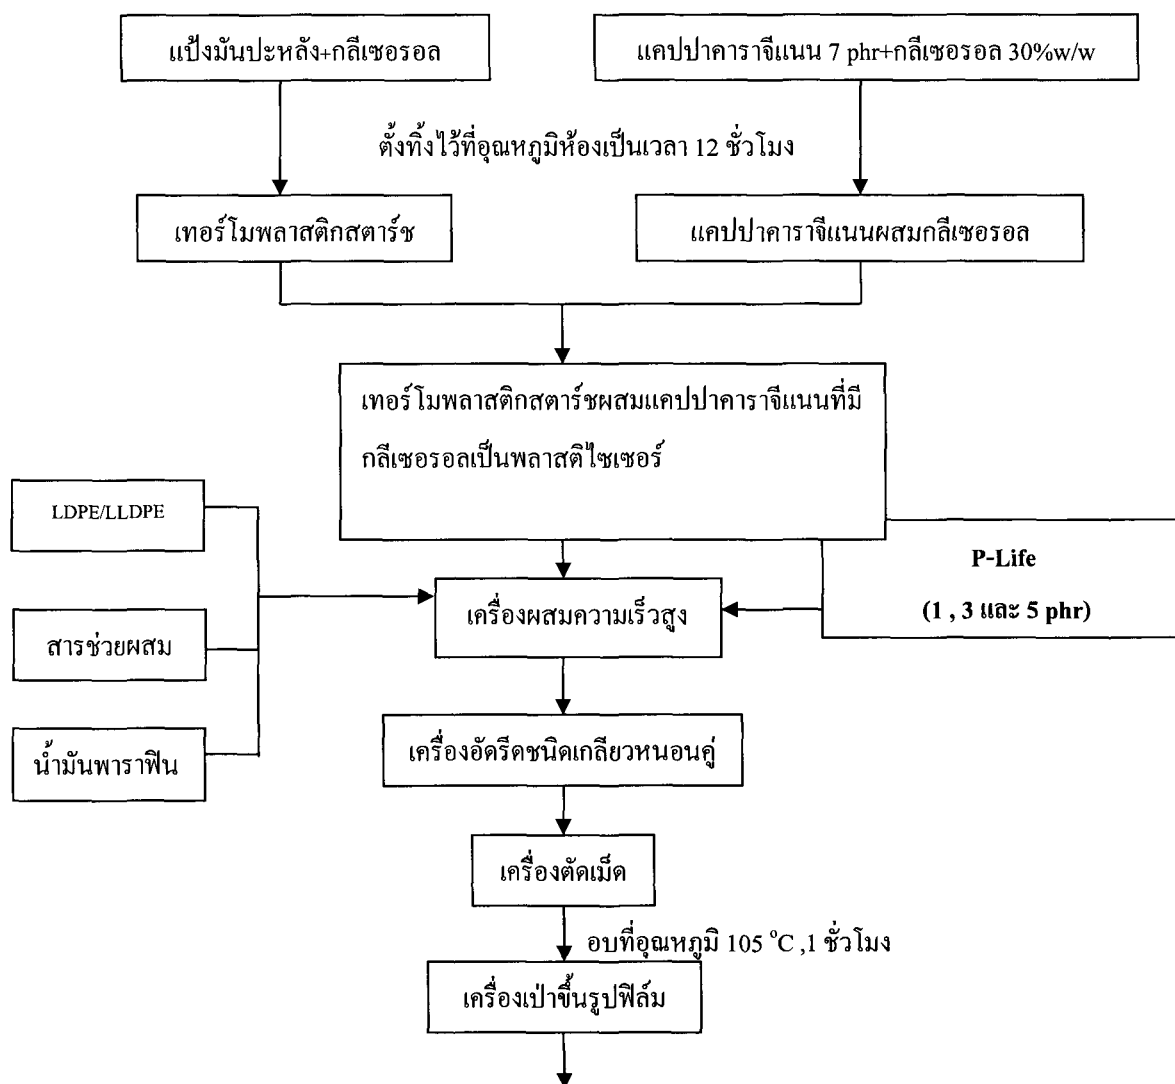 แป้งมันปะหลัง+กลีเซอรอล
แคปปาคาราจีแนน 7 phr+กลีเซอรอล 30%w/w
ตั้งทิ้งไว้ที่อุณหภูมิห้องเป็นเวลา 12 ชั่วโมง
เทอร์โมพลาสติกสตาร์ช
แคปปาคาราจีแนนผสมกลีเซอรอล
เทอร์โมพลาสติกสตาร์ชผสมแคปปาคาราจีแนนที่มี
กลีเซอรอลเป็นพลาสติไซเซอร์
LDPE/LLDPE
P-Life
(1 , 3 และ 5 phr)
เครื่องผสมความเร็วสูง
สารช่วยผสม
น้ำมันพาราฟิน
เครื่องอัดรีดชนิดเกลียวหนอนคู่
เครื่องตัดเม็ด
อบที่อุณหภูมิ 105 °C ,1 ชั่วโมง
เครื่องเป่าขึ้นรูปฟิล์ม